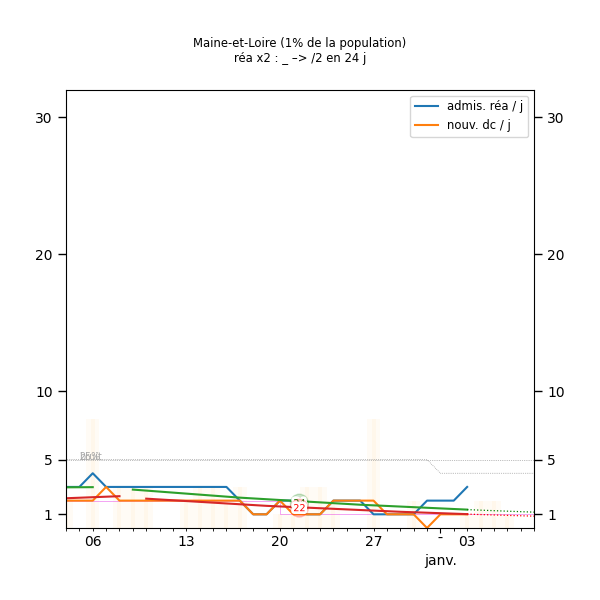 Maine-et-Loire (1% de la population)
réa x2 : _ –> /2 en 24 j
admis. réa / j
nouv. dc / j
30 30
20 20
10 10
5 5
1 1
22
06 13 20 27 - 03
janv.